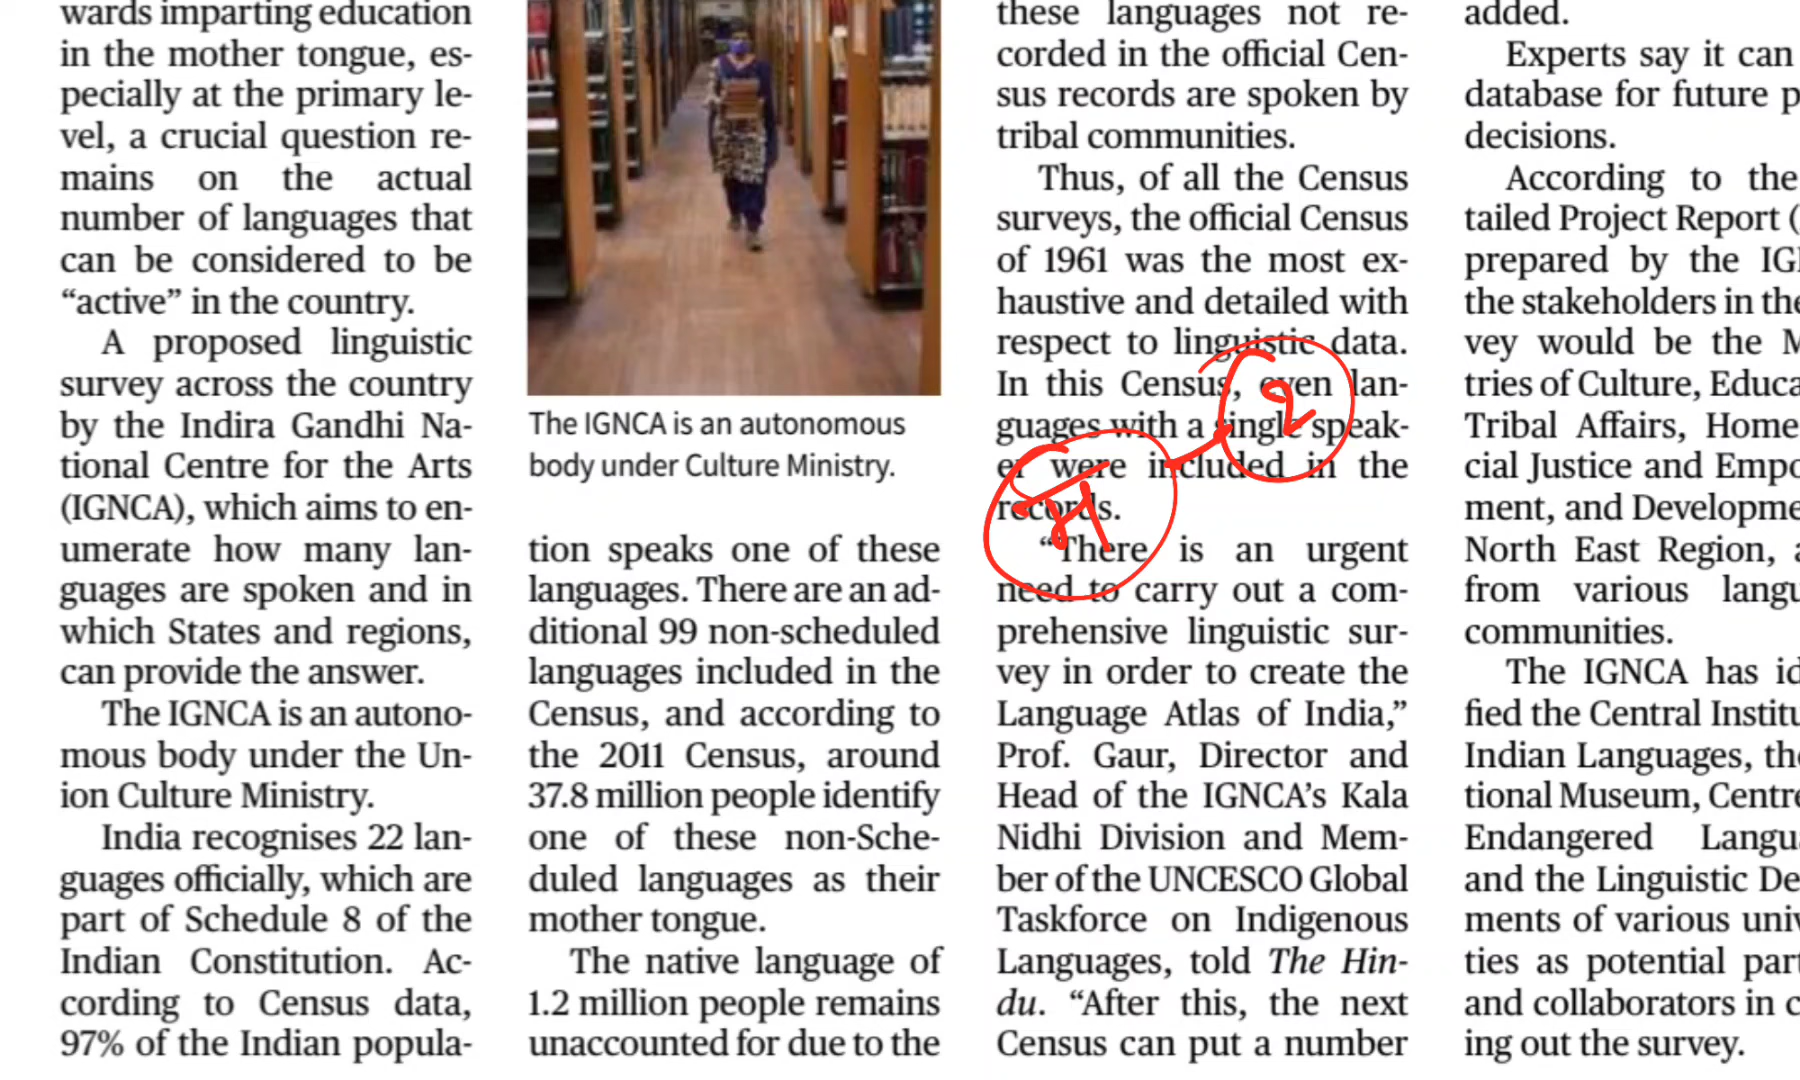 wards imparting education
in the mother tongue, es-
pecially at the primary le-
vel, a crucial question re-
mains on the actual
number of languages that
can be considered to be
“active” in the country.
A proposed linguistic
survey across the country
by the Indira Gandhi Na-
tional Centre for the Arts
(IGNCA), which aims to en-
umerate how many lan-
guages are spoken and in
which States and regions,
can provide the answer.
The IGNCA is an autono-
mous body under the Un-
ion Culture Ministry.
India recognises 22 lan-
guages officially, which are
part of Schedule 8 of the
Indian Constitution. Ac-
cording to Census data,
97% of the Indian popula-
The IGNCA is an autonomous
body under Culture Ministry.
tion speaks one of these
languages. There are an ad-
ditional 99 non-scheduled
languages included in the
Census, and according to
the 2011 Census, around
37.8 million people identify
one of these non-Sche-
duled languages as their
mother tongue.
The native language of
1.2 million people remains
unaccounted for due to the
these languages not re-
corded in the official Cen-
sus records are spoken by
tribal communities.
Thus, of all the Census
surveys, the official Census
of 1961 was the most ex-
haustive and detailed with
respect to linguistic data.
In this Census, even lan-
guages with a single speak-
er were included in the
records.
“There is an urgent
need to carry out a com-
prehensive linguistic sur-
vey in order to create the
Language Atlas of India,”
Prof. Gaur, Director and
Head of the IGNCA’s Kala
Nidhi Division and Mem-
ber of the UNCESCO Global
Taskforce on Indigenous
Languages, told The Hin-
du. “After this, the next
Census can put a number
added.
Experts say it can
database for future p
decisions.
According to the
tailed Project Report (
prepared by the IG
the stakeholders in the
vey would be the M
tries of Culture, Educa
Tribal Affairs, Home
cial Justice and Empo
ment, and Developme
North East Region, a
from various langu
communities.
The IGNCA has id
fied the Central Institu
Indian Languages, the
tional Museum, Centre
Endangered Langua
and the Linguistic De
ments of various univ
ties as potential part
and collaborators in c
ing out the survey.